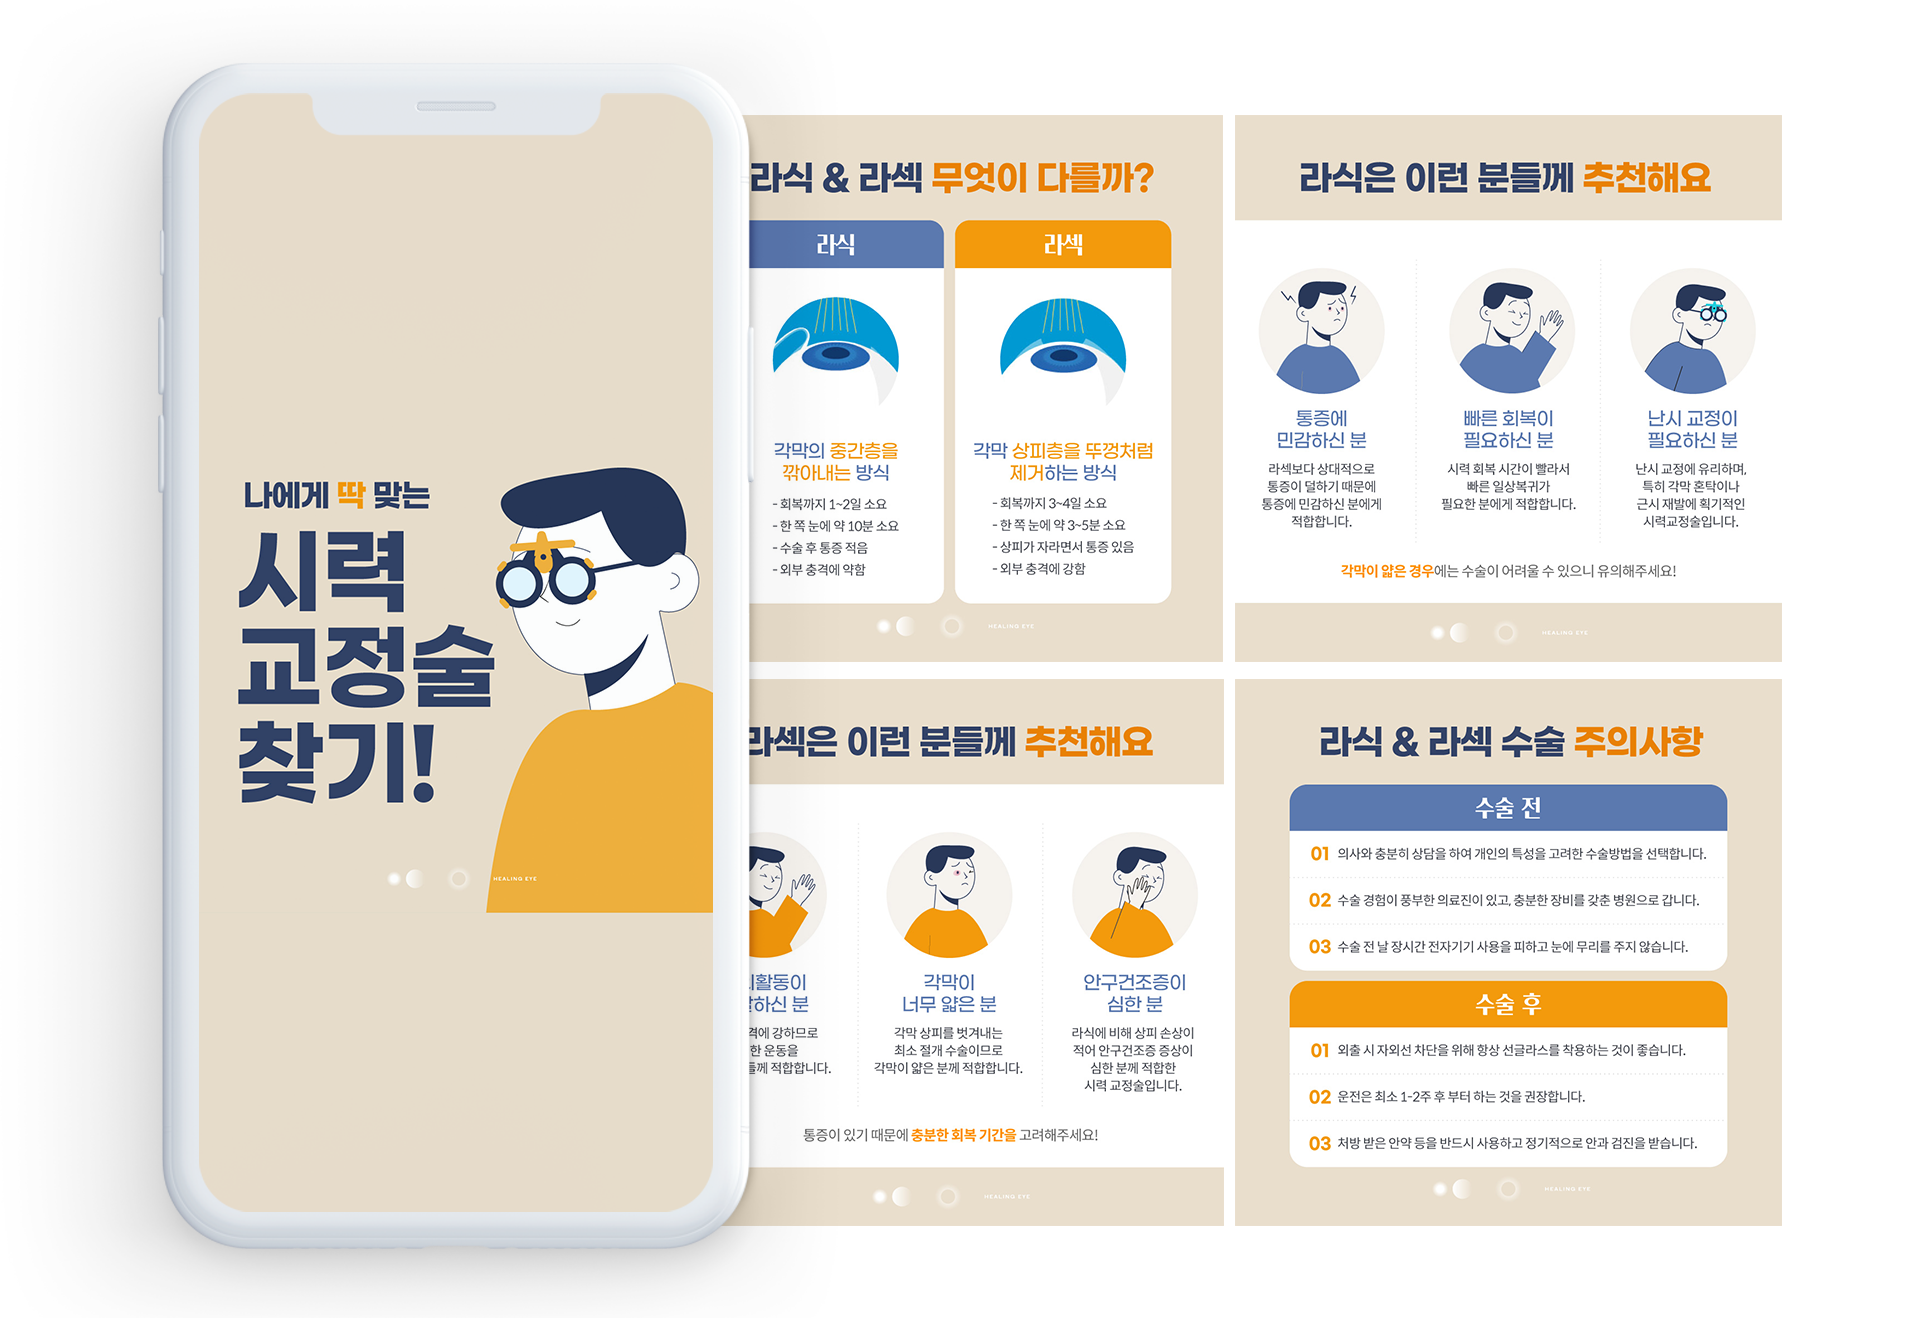 나에게 딱 맞는
시력
교정술
찾기!
HEALING EYE
라식 & 라섹 무엇이 다를까?
라식
각막의 중간층을
깎아내는 방식
- 회복까지 1~2일 소요
- 한 쪽 눈에 약 10분 소요
- 수술 후 통증 적음
- 외부 충격에 약함
라섹
각막 상피층을 뚜껑처럼
제거하는 방식
- 회복까지 3~4일 소요
- 한 쪽 눈에 약 3~5분 소요
- 상피가 자라면서 통증 있음
- 외부 충격에 강함
HEALING EYE
라식은 이런 분들께 추천해요
통증에
민감하신 분
라섹보다 상대적으로
통증이 덜하기 때문에
통증에 민감하신 분에게
적합합니다.
빠른 회복이
필요하신 분
시력 회복 시간이 빨라서
빠른 일상복귀가
필요한 분에게 적합합니다.
난시 교정이
필요하신 분
난시 교정에 유리하며,
특히 각막 혼탁이나
근시 재발에 획기적인
시력교정술입니다.
각막이 얇은 경우에는 수술이 어려울 수 있으니 유의해주세요!
HEALING EYE
라섹은 이런 분들께 추천해요
활동이
하신 분
격에 강하므로
한 운동을
들께 적합합니다.
각막이
너무 얇은 분
각막 상피를 벗겨내는
최소 절개 수술이므로
각막이 얇은 분께 적합합니다.
안구건조증이
심한 분
라식에 비해 상피 손상이
적어 안구건조증 증상이
심한 분께 적합한
시력 교정술입니다.
통증이 있기 때문에 충분한 회복 기간을 고려해주세요!
HEALING EYE
라식 & 라섹 수술 주의사항
수술 전
01 의사와 충분히 상담을 하여 개인의 특성을 고려한 수술방법을 선택합니다.
02 수술 경험이 풍부한 의료진이 있고, 충분한 장비를 갖춘 병원으로 갑니다.
03 수술 전 날 장시간 전자기기 사용을 피하고 눈에 무리를 주지 않습니다.
수술 후
01 외출 시 자외선 차단을 위해 항상 선글라스를 착용하는 것이 좋습니다.
02 운전은 최소 1-2주 후 부터 하는 것을 권장합니다.
03 처방 받은 안약 등을 반드시 사용하고 정기적으로 안과 검진을 받습니다.
HEALING EYE